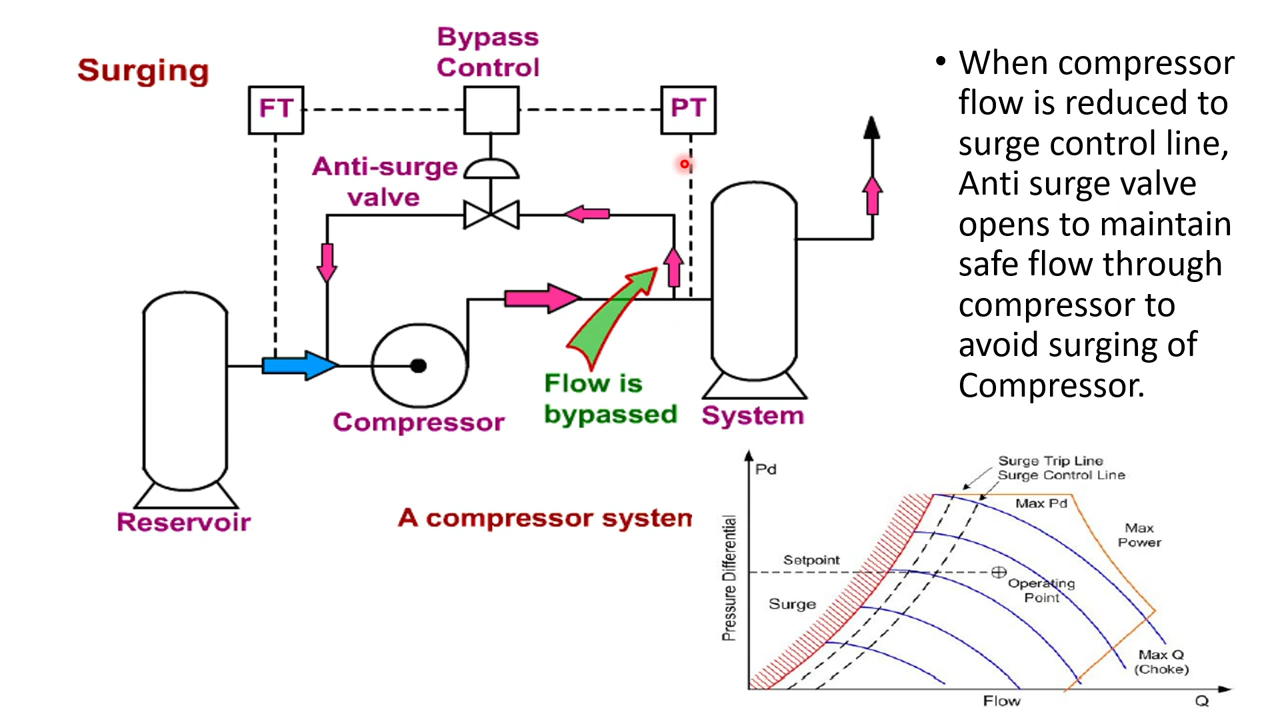 Surging
Bypass
Control
FT
PT
Anti-surge
valve
Flow is
bypassed
Compressor
System
Reservoir
A compressor system
• When compressor
flow is reduced to
surge control line,
Anti surge valve
opens to maintain
safe flow through
compressor to
avoid surging of
Compressor.
Pd
Surge Trip Line
Surge Control Line
Max Pd
Max
Power
Setpoint
Operating
Point
Surge
Pressure Differential
Max Q
(Choke)
Flow
Q